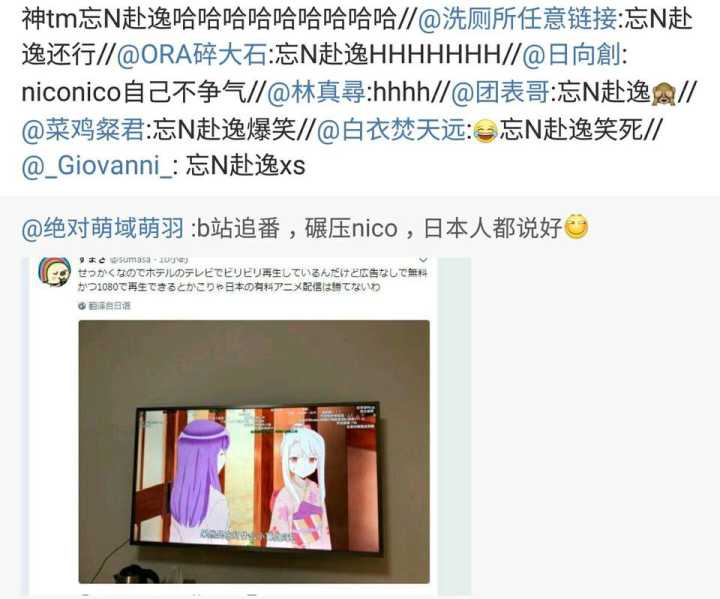 神tm忘N赴逸哈哈哈哈哈哈哈哈哈//@洗厕所任意链接:忘N赴
逸还行//@ORA碎大石:忘N赴逸HHHHHHH//@日向創:
niconico自己不争气//@林真尋:hhhh//@团表哥:忘N赴逸🙈//
@菜鸡粲君:忘N赴逸爆笑//@白衣焚天远:😂忘N赴逸笑死//
@_Giovanni_: 忘N赴逸xs
@绝对萌域萌羽 :b站追番，碾压nico，日本人都说好
すまさ @sumasa
せっかくなのでホテルのテレビでビリビリ再生しているんだけど広告なしで無料
かつ1080で再生できるとかこりゃ日本の有料アニメ配信は勝てないわ
翻译自日语